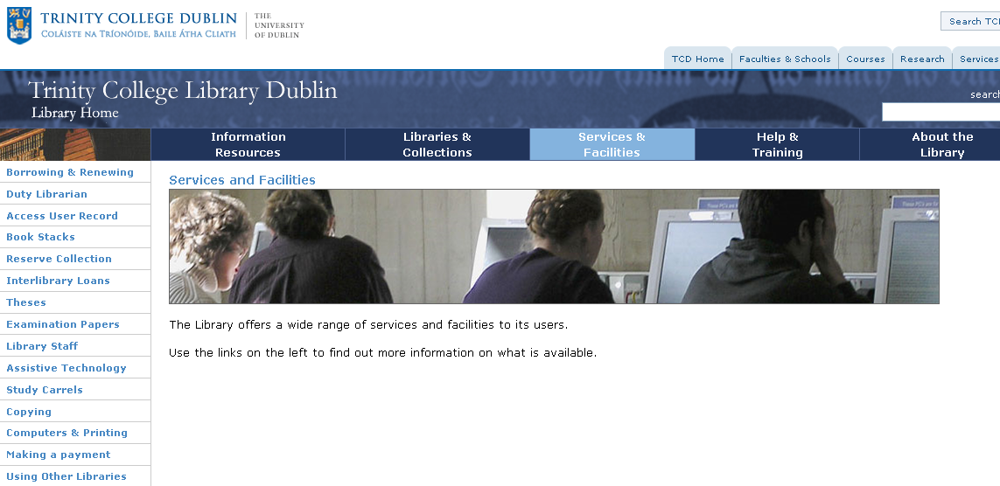 TRINITY COLLEGE DUBLIN
COLÁISTE NA TRÍONÓIDE, BAILE ÁTHA CLIATH
THE
UNIVERSITY
OF DUBLIN
Search TC
TCD Home
Faculties & Schools
Courses
Research
Services
Trinity College Library Dublin
Library Home
search
Information
Resources
Libraries &
Collections
Services &
Facilities
Help &
Training
About the
Library
Borrowing & Renewing
Duty Librarian
Access User Record
Book Stacks
Reserve Collection
Interlibrary Loans
Theses
Examination Papers
Library Staff
Assistive Technology
Study Carrels
Copying
Computers & Printing
Making a payment
Using Other Libraries
Services and Facilities
These PCs are for
The Library offers a wide range of services and facilities to its users.
Use the links on the left to find out more information on what is available.